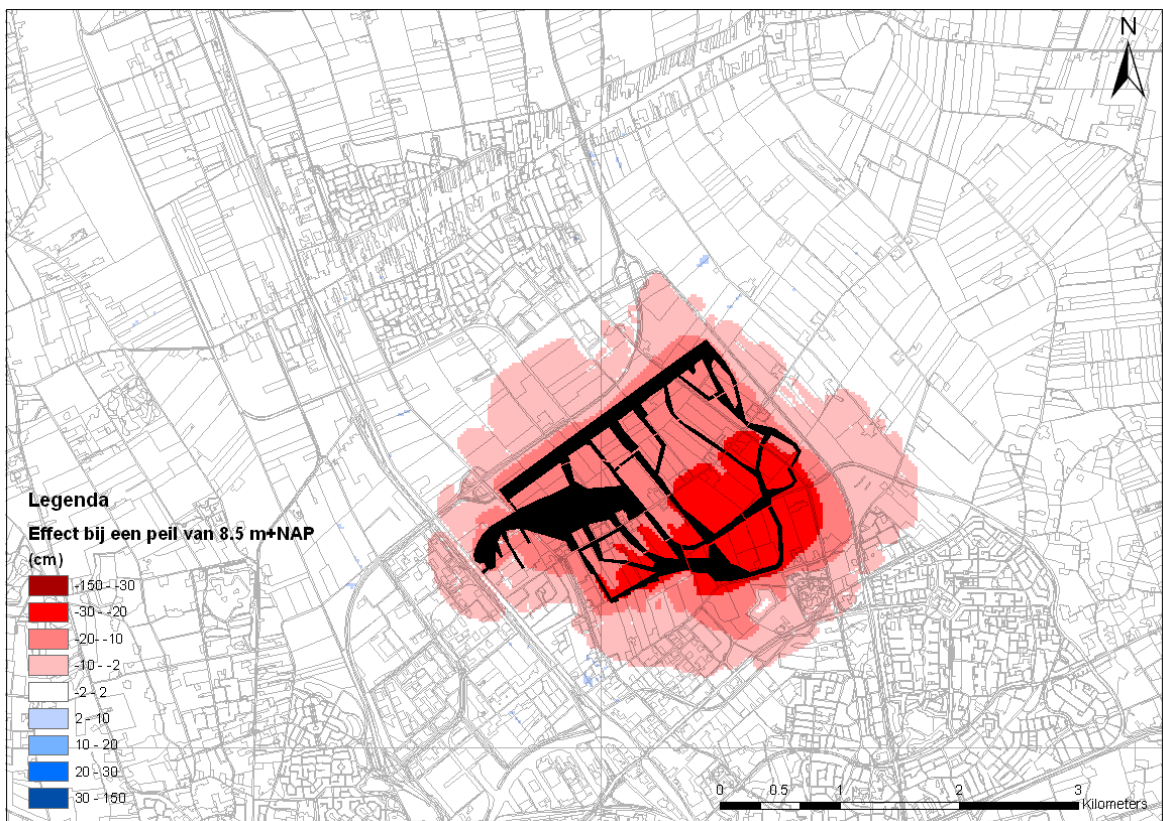 N
Legenda
Effect bij een peil van 8.5 m+NAP
(cm)
-150 - -30
-30 - -20
-20 - -10
-10 - -2
-2 - 2
2 - 10
10 - 20
20 - 30
30 - 150
0 0.5 1 2 3
Kilometers